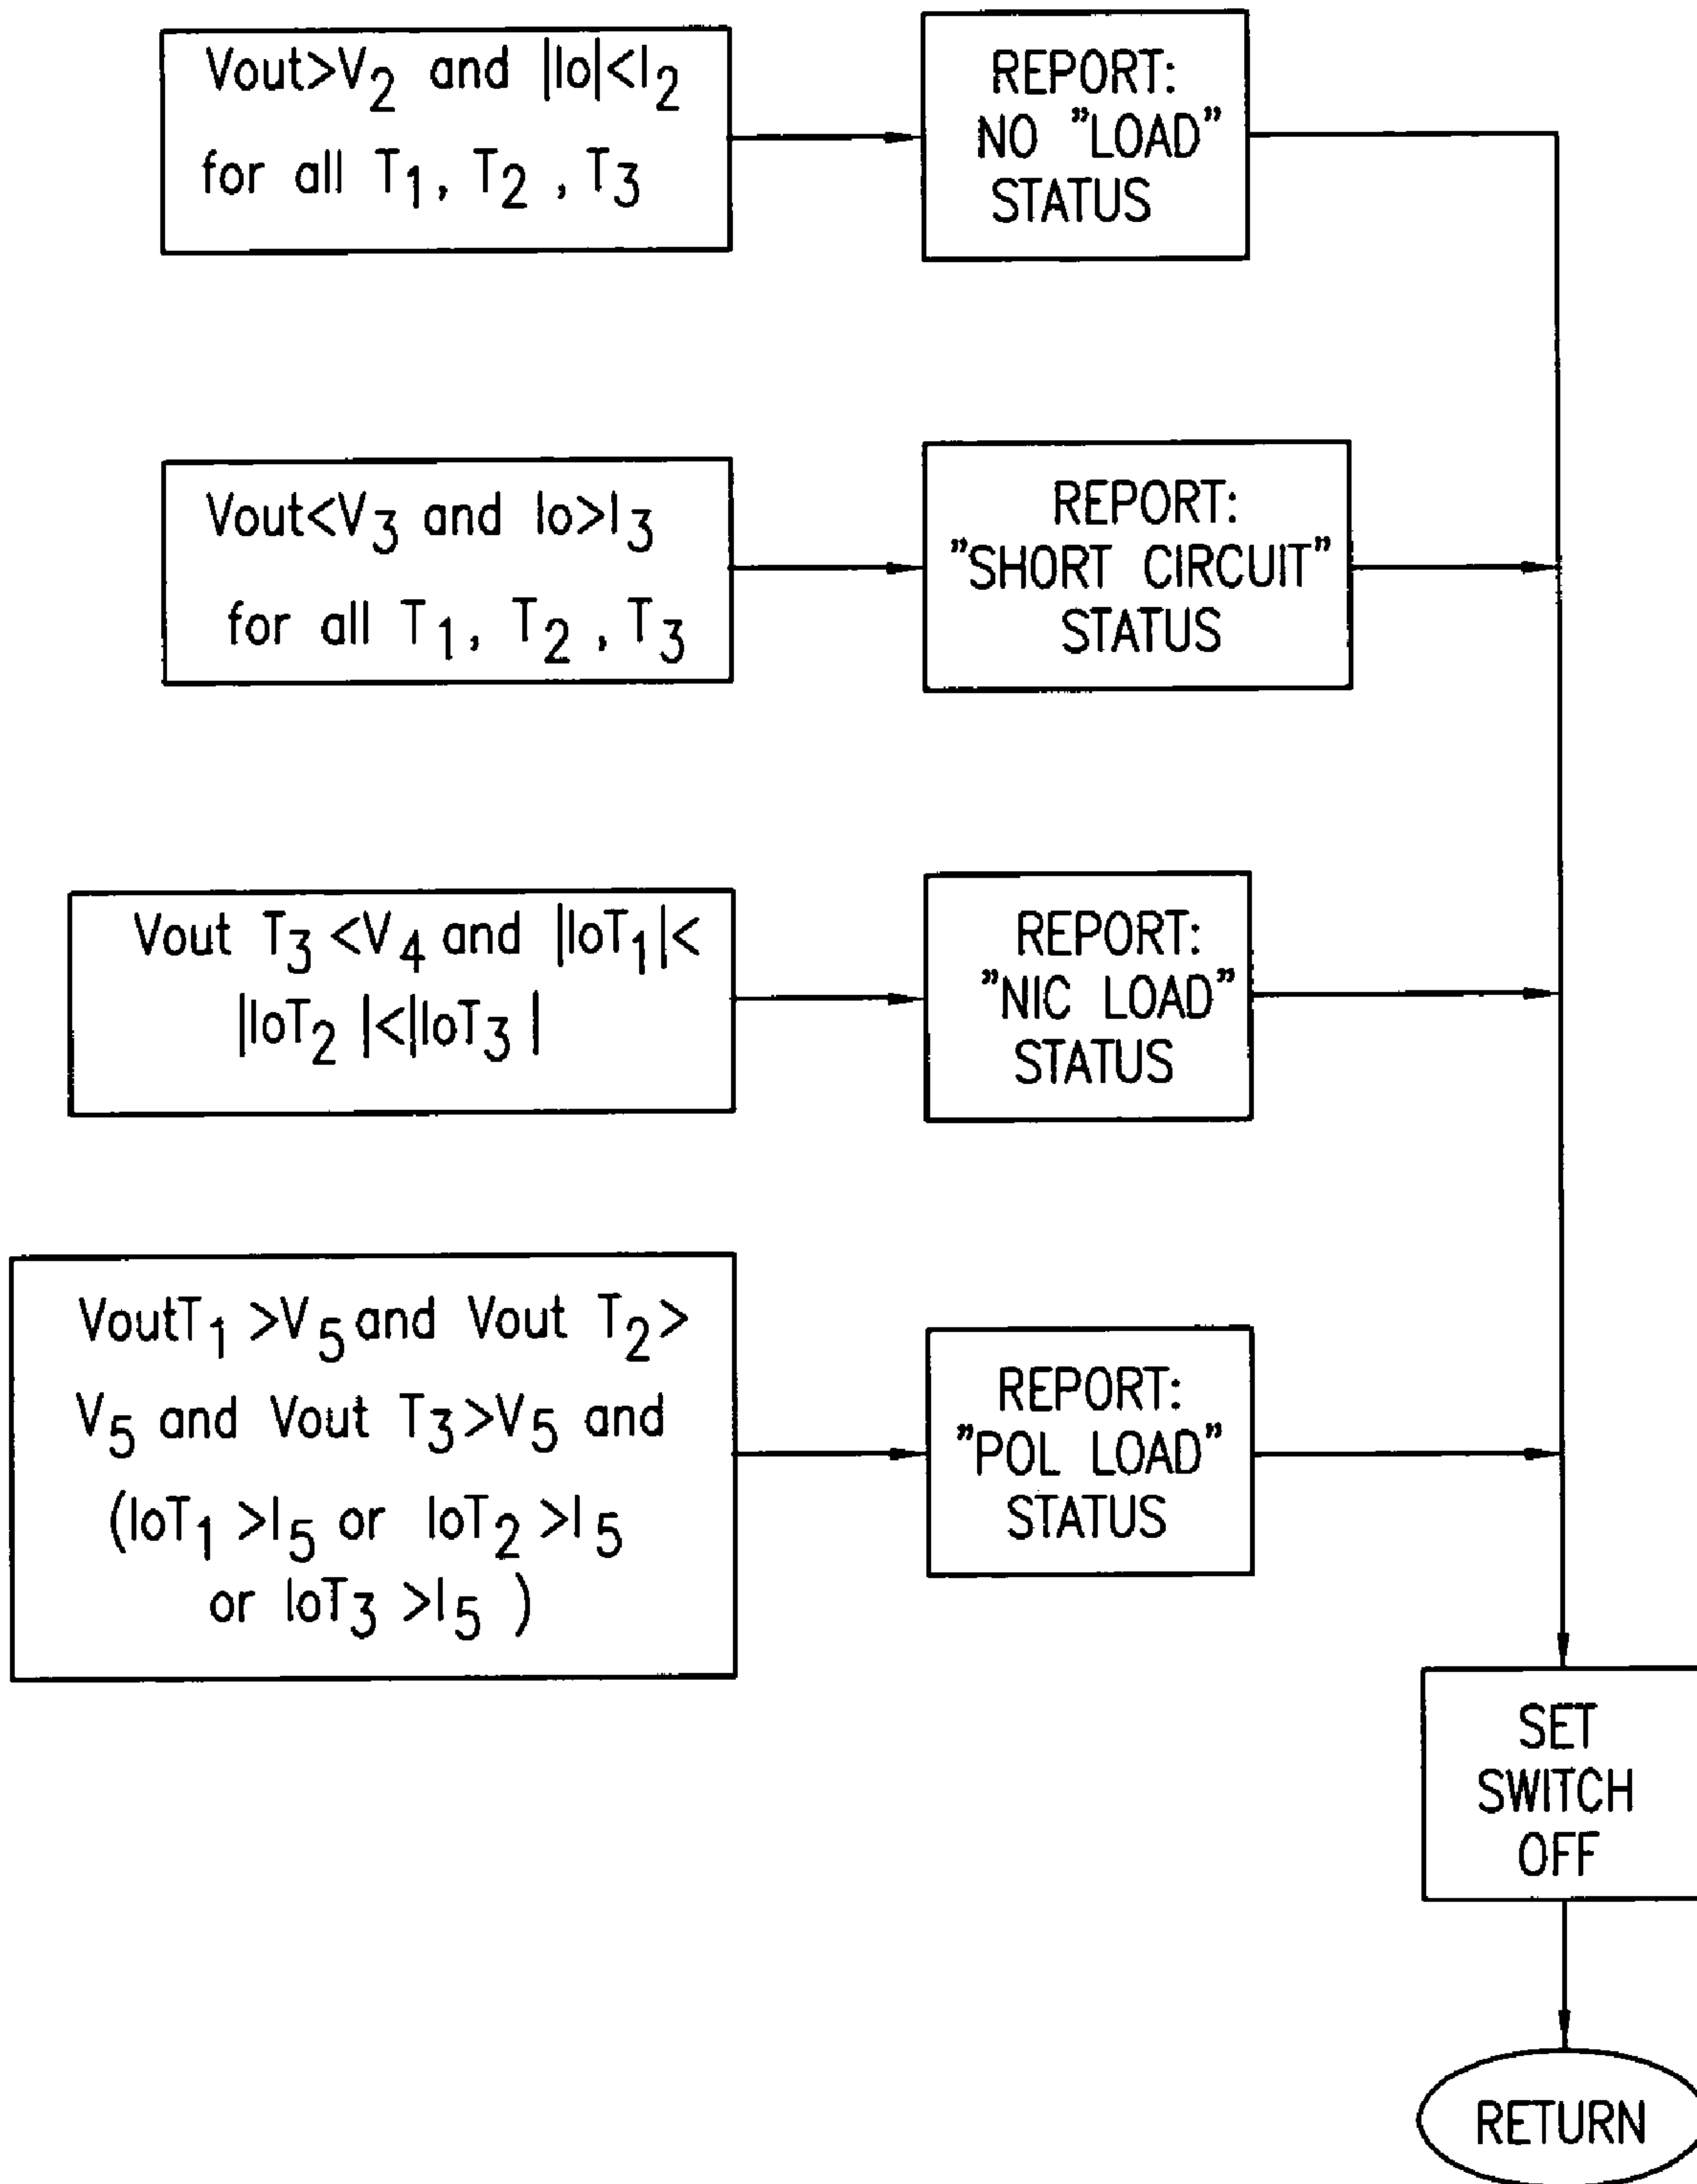 Vout>V₂ and |Io|<I₂
for all T₁, T₂ , T₃
REPORT:
NO "LOAD"
STATUS
Vout<V₃ and Io>I₃
for all T₁, T₂ , T₃
REPORT:
"SHORT CIRCUIT"
STATUS
Vout T₃ <V₄ and |IoT₁|<
|IoT₂ |<|IoT₃ |
REPORT:
"NIC LOAD"
STATUS
VoutT₁ >V₅ and Vout T₂>
V₅ and Vout T₃>V₅ and
(IoT₁ >I₅ or IoT₂ >I₅
or IoT₃ >I₅ )
REPORT:
"POL LOAD"
STATUS
SET
SWITCH
OFF
RETURN